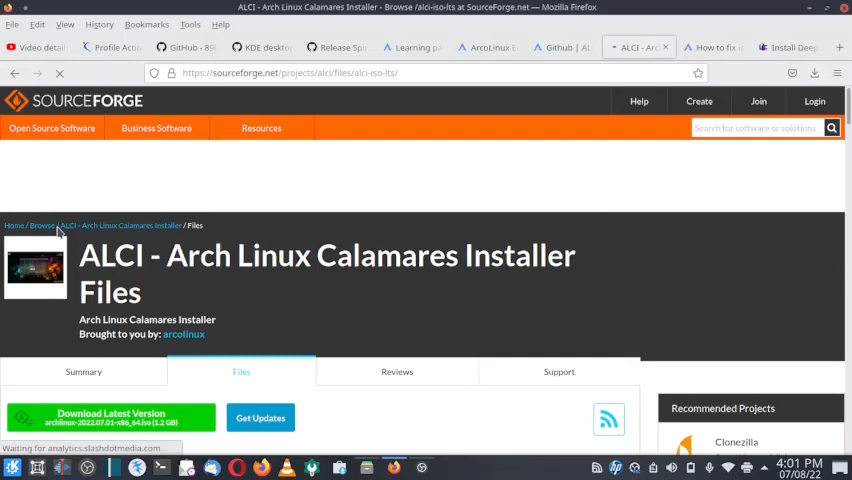 ALCI - Arch Linux Calamares Installer - Browse /alci-iso-lts at SourceForge.net — Mozilla Firefox
File Edit View History Bookmarks Tools Help
Video detail Profile Action GitHub - 89 KDE desktop Release Spi Learning pa ArcoLinux E Github | AL ALCI - Arc How to fix i Install Deep
https://sourceforge.net/projects/alci/files/alci-iso-lts/
SOURCEFORGE
Help Create Join Login
Open Source Software Business Software Resources
Search for software or solutions
Home / Browse / ALCI - Arch Linux Calamares Installer / Files
ALCI - Arch Linux Calamares Installer
Files
Arch Linux Calamares Installer
Brought to you by: arcolinux
Summary Files Reviews Support
Download Latest Version
archlinux-2022.07.01-x86_64.iso (1.2 GB)
Get Updates
Recommended Projects
Clonezilla
Waiting for analytics.slashdotmedia.com...
4:01 PM
07/08/22